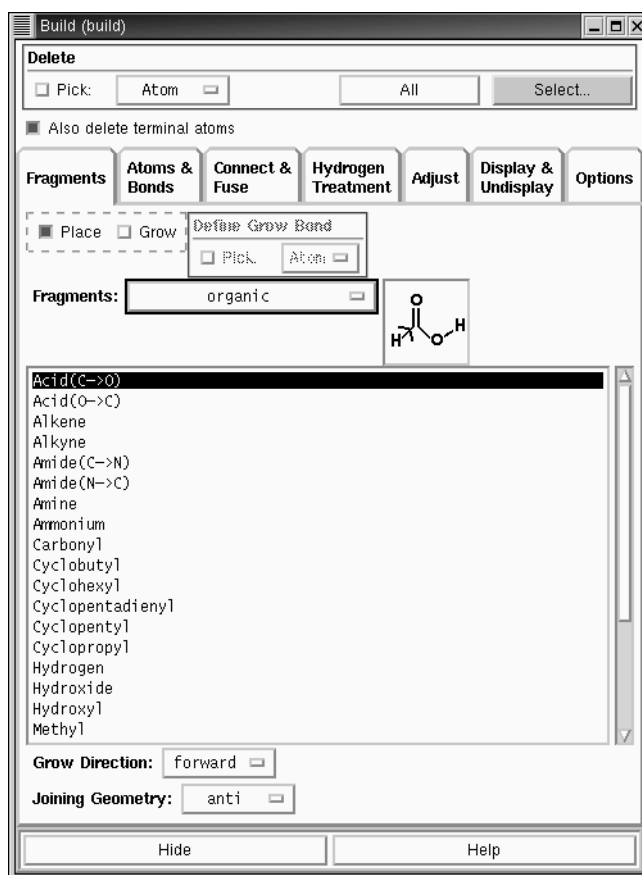 Build (build)
Delete
Pick: Atom All Select...
Also delete terminal atoms
Fragments Atoms & Bonds Connect & Fuse Hydrogen Treatment Adjust Display & Undisplay Options
Place Grow Define Grow Bond
Pick: Atom
Fragments: organic
O
H O H
Acid(C->O)
Acid(O->C)
Alkene
Alkyne
Amide(C->N)
Amide(N->C)
Amine
Ammonium
Carbonyl
Cyclobutyl
Cyclohexyl
Cyclopentadienyl
Cyclopentyl
Cyclopropyl
Hydrogen
Hydroxide
Hydroxyl
Methyl
Grow Direction: forward
Joining Geometry: anti
Hide Help